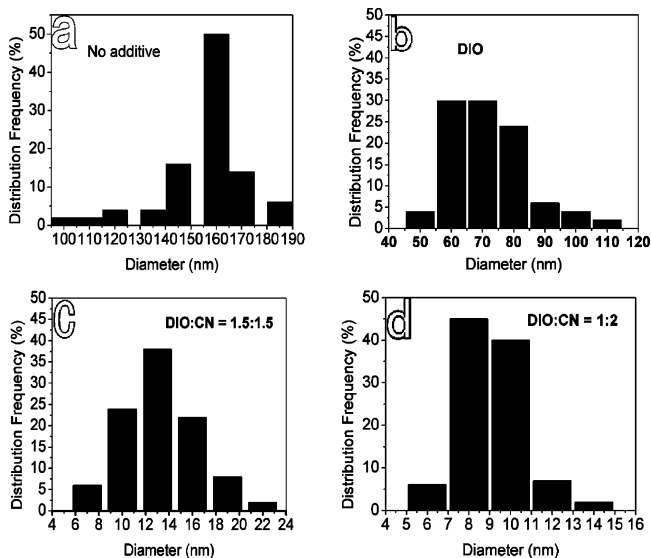 a
No additive
Distribution Frequency (%)
50
40
30
20
10
0
100 110 120 130 140 150 160 170 180 190
Diameter (nm)
b
DIO
Distribution Frequency (%)
50
45
40
35
30
25
20
15
10
5
0
40 50 60 70 80 90 100 110 120
Diameter (nm)
c
DIO:CN = 1.5:1.5
Distribution Frequency (%)
50
45
40
35
30
25
20
15
10
5
0
4 6 8 10 12 14 16 18 20 22 24
Diameter (nm)
d
DIO:CN = 1:2
Distribution Frequency (%)
50
40
30
20
10
0
4 5 6 7 8 9 10 11 12 13 14 15 16
Diameter (nm)